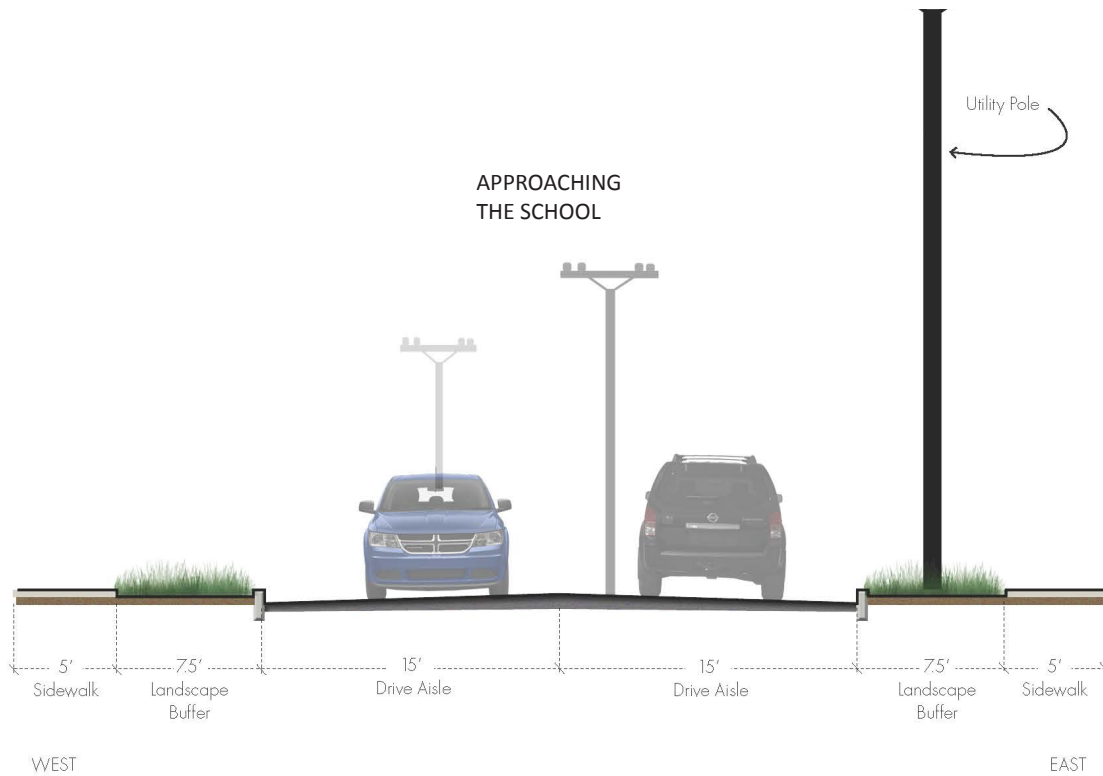 Utility Pole
APPROACHING
THE SCHOOL
5' 7.5' 15' 15' 7.5' 5'
Sidewalk Landscape Drive Aisle Drive Aisle Landscape Sidewalk
Buffer Buffer
WEST EAST